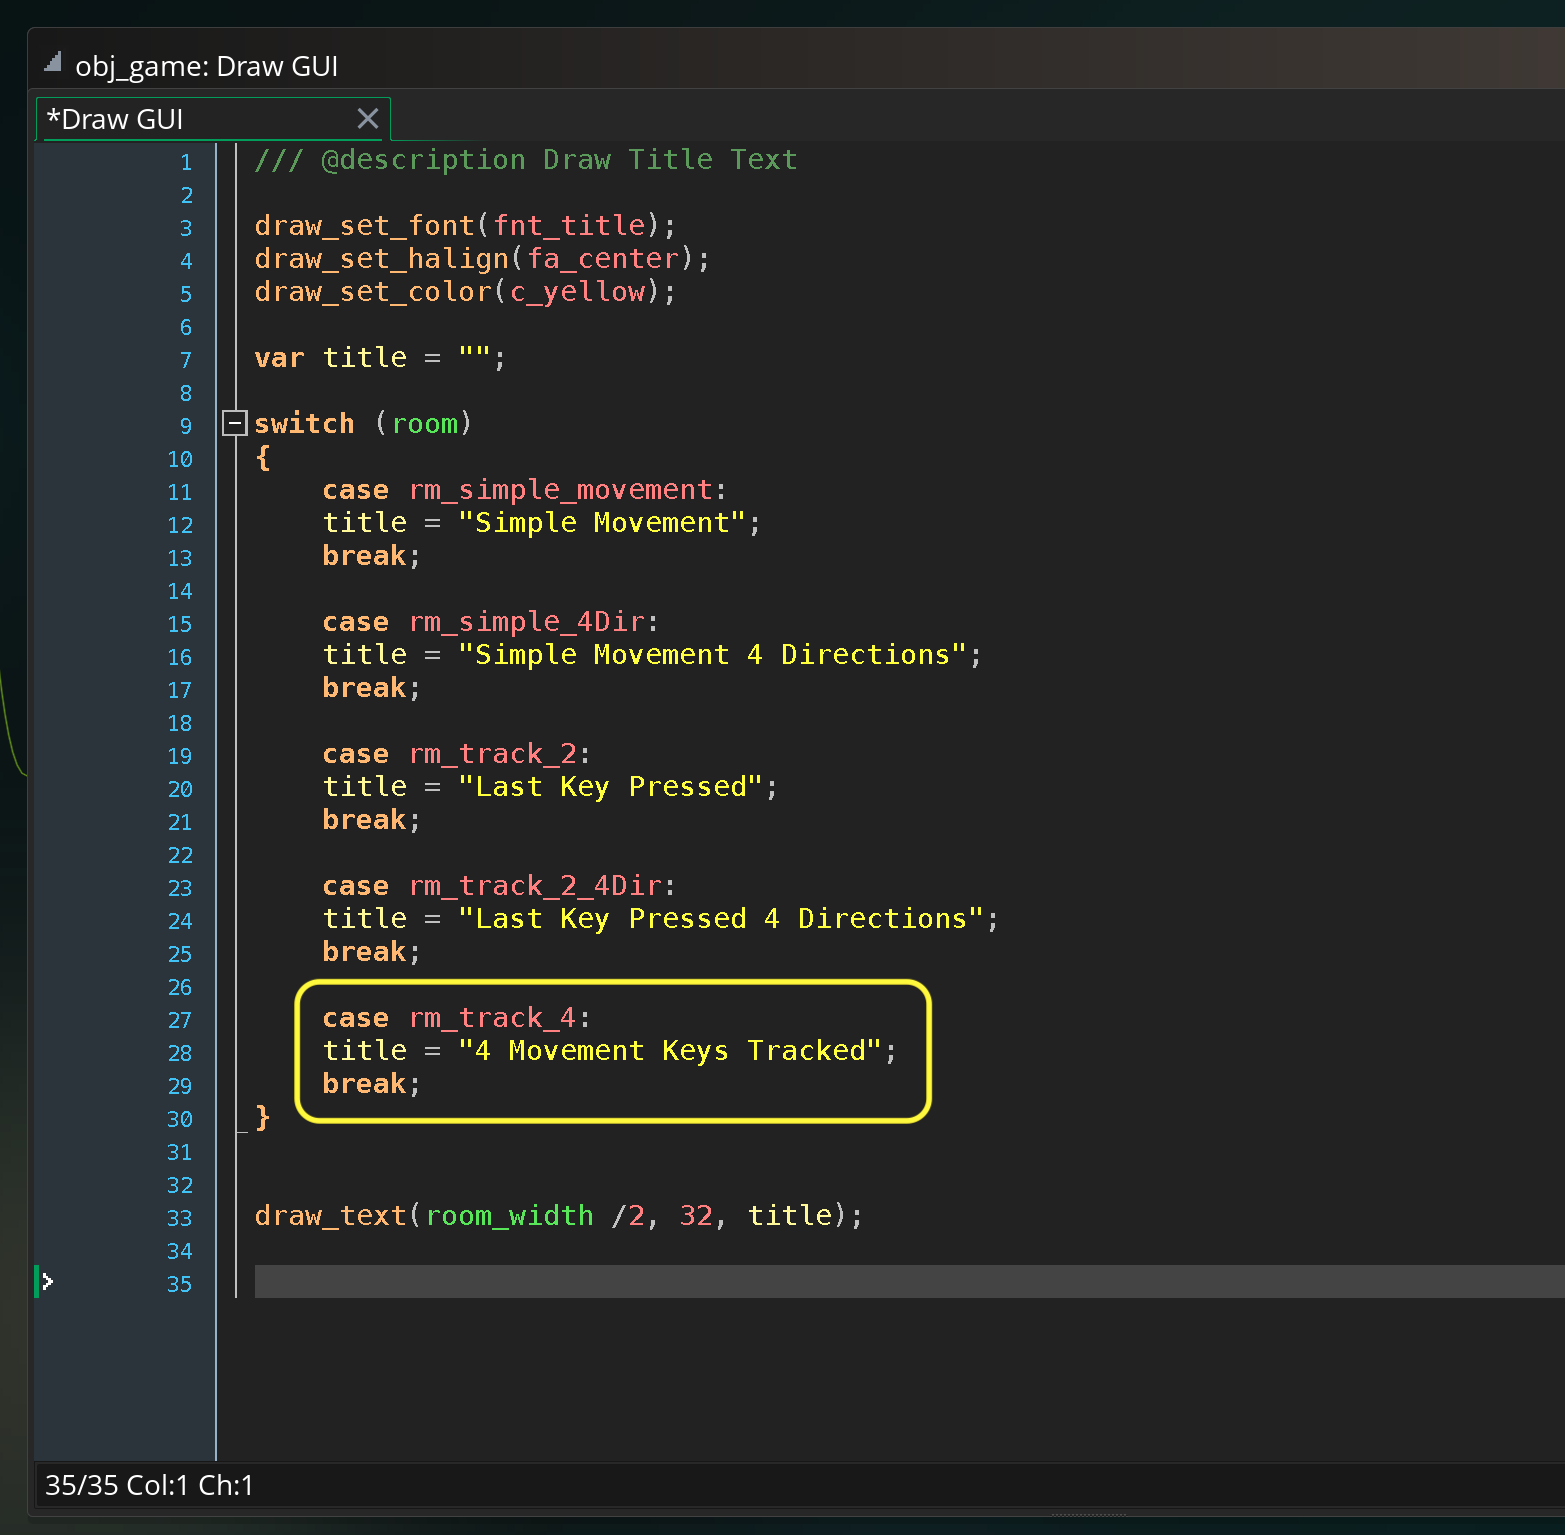 obj_game: Draw GUI
*Draw GUI
1 /// @description Draw Title Text
2
3 draw_set_font(fnt_title);
4 draw_set_halign(fa_center);
5 draw_set_color(c_yellow);
6
7 var title = "";
8
9 switch (room)
10 {
11 case rm_simple_movement:
12 title = "Simple Movement";
13 break;
14
15 case rm_simple_4Dir:
16 title = "Simple Movement 4 Directions";
17 break;
18
19 case rm_track_2:
20 title = "Last Key Pressed";
21 break;
22
23 case rm_track_2_4Dir:
24 title = "Last Key Pressed 4 Directions";
25 break;
26
27 case rm_track_4:
28 title = "4 Movement Keys Tracked";
29 break;
30 }
31
32
33 draw_text(room_width /2, 32, title);
34
35
35/35 Col:1 Ch:1